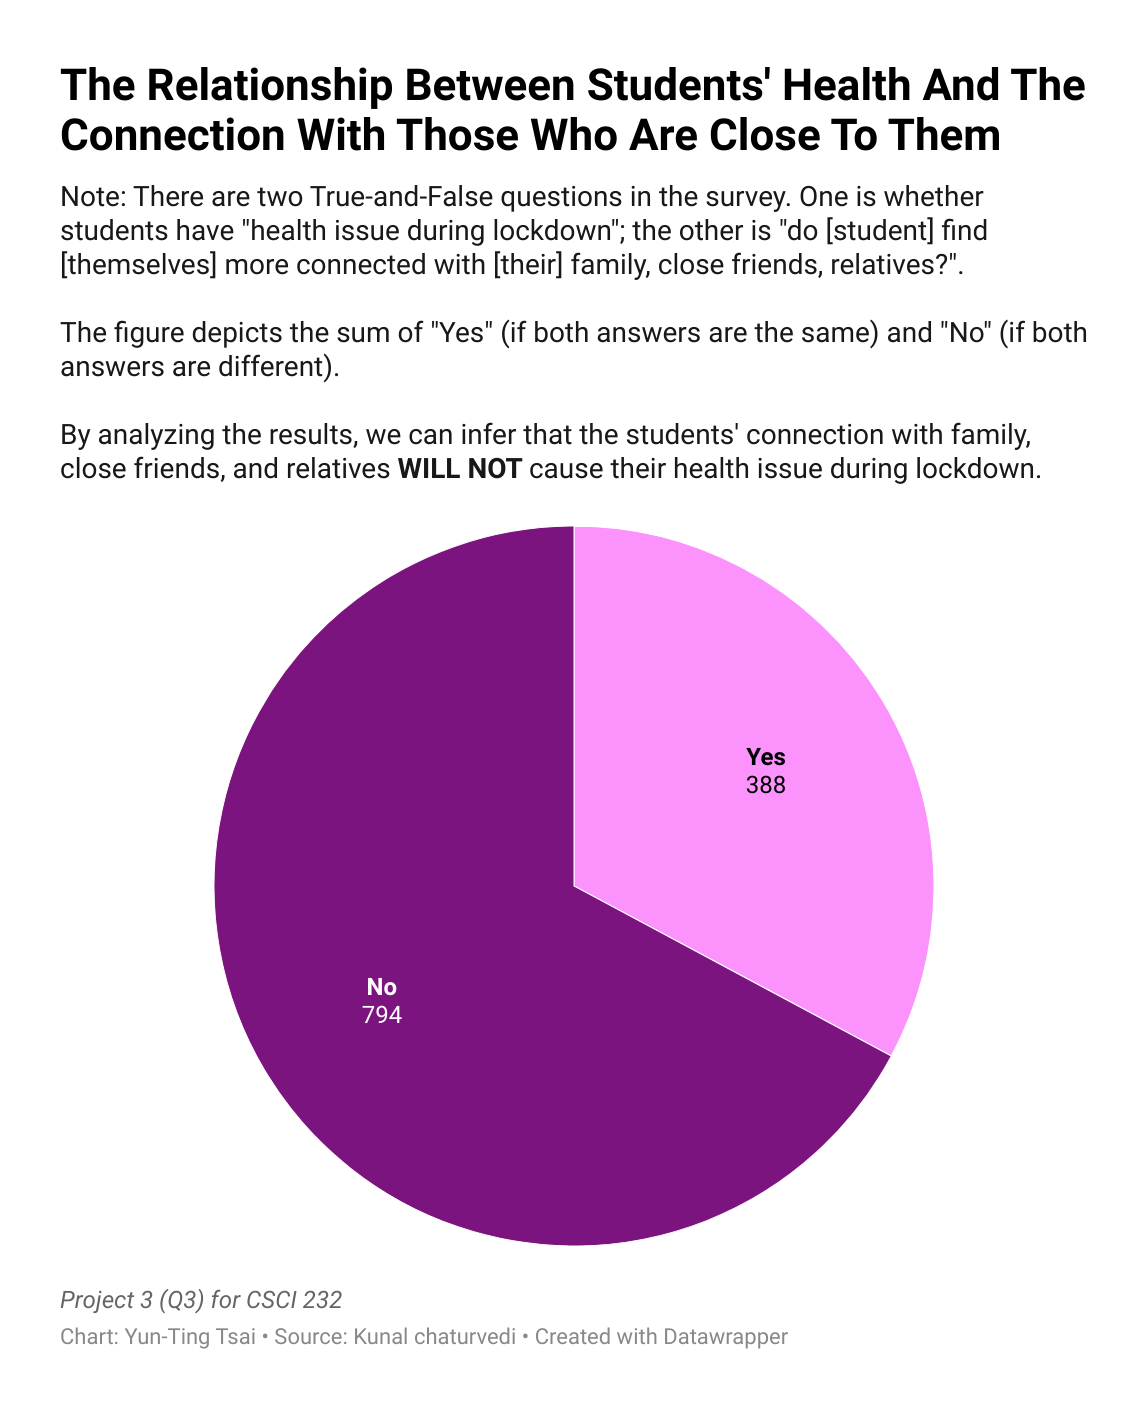 The Relationship Between Students' Health And The
Connection With Those Who Are Close To Them
Note: There are two True-and-False questions in the survey. One is whether
students have "health issue during lockdown"; the other is "do [student] find
[themselves] more connected with [their] family, close friends, relatives?".
The figure depicts the sum of "Yes" (if both answers are the same) and "No" (if both
answers are different).
By analyzing the results, we can infer that the students' connection with family,
close friends, and relatives WILL NOT cause their health issue during lockdown.
Yes
388
No
794
Project 3 (Q3) for CSCI 232
Chart: Yun-Ting Tsai • Source: Kunal chaturvedi • Created with Datawrapper